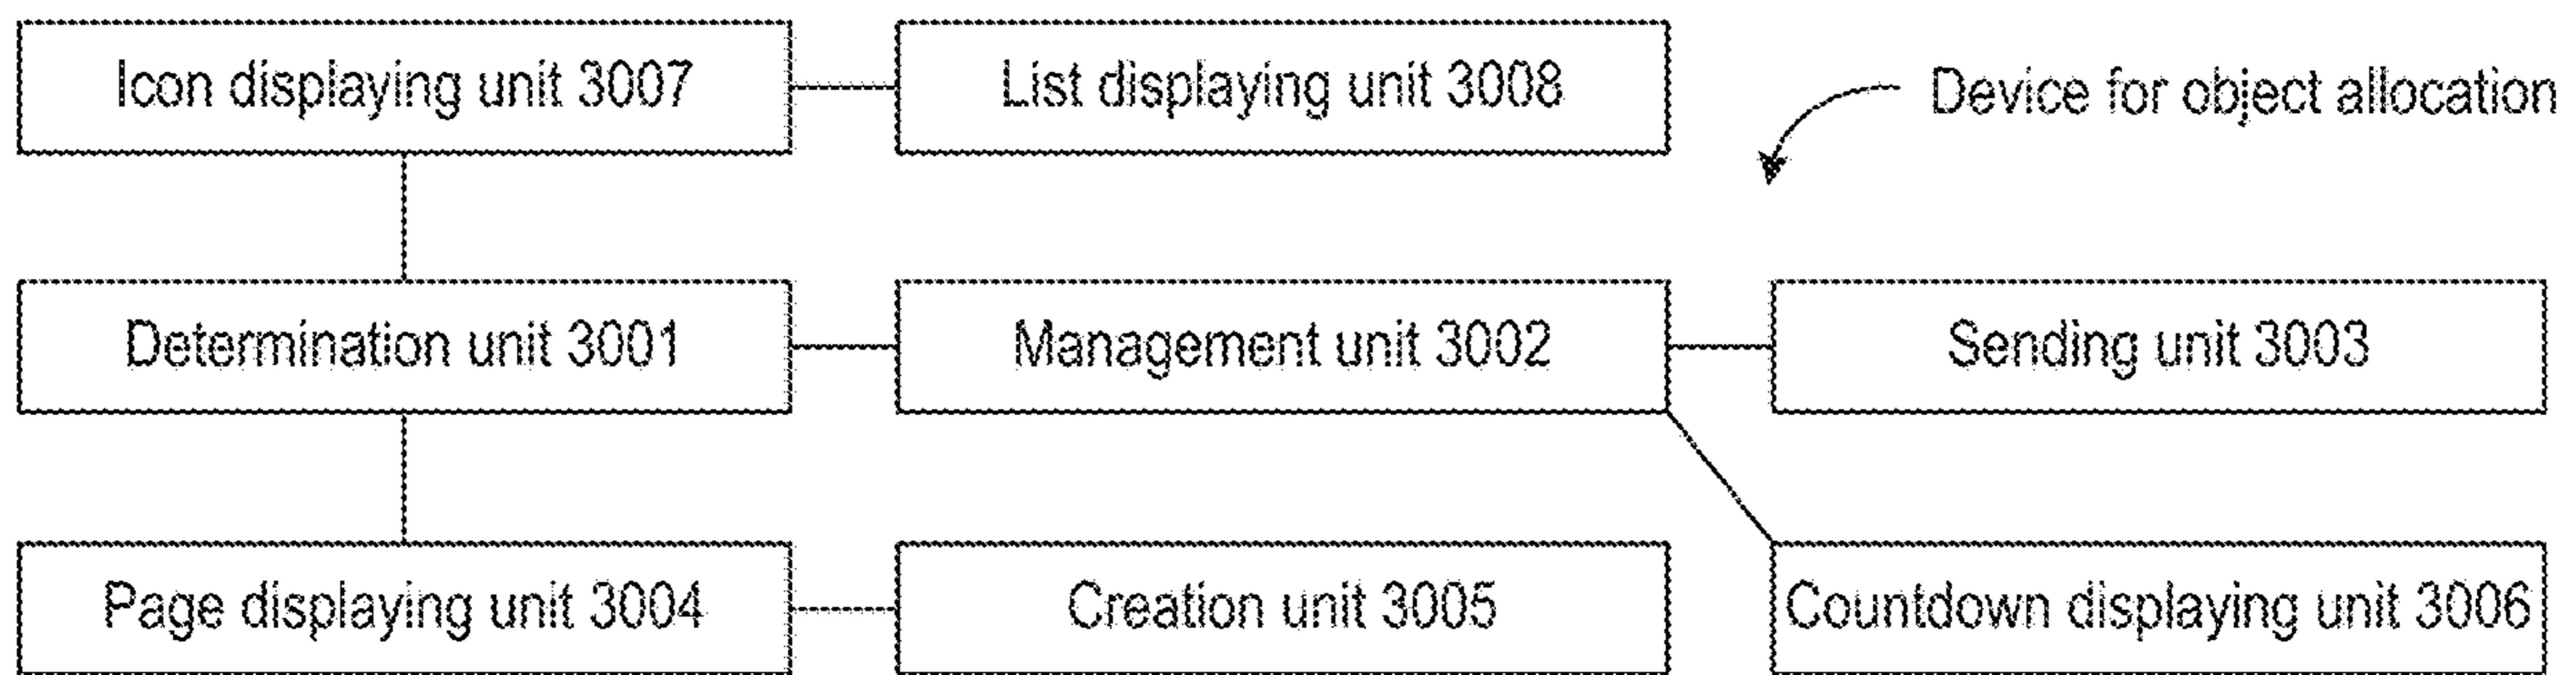 Icon displaying unit 3007
List displaying unit 3008
Device for object allocation
Determination unit 3001
Management unit 3002
Sending unit 3003
Page displaying unit 3004
Creation unit 3005
Countdown displaying unit 3006